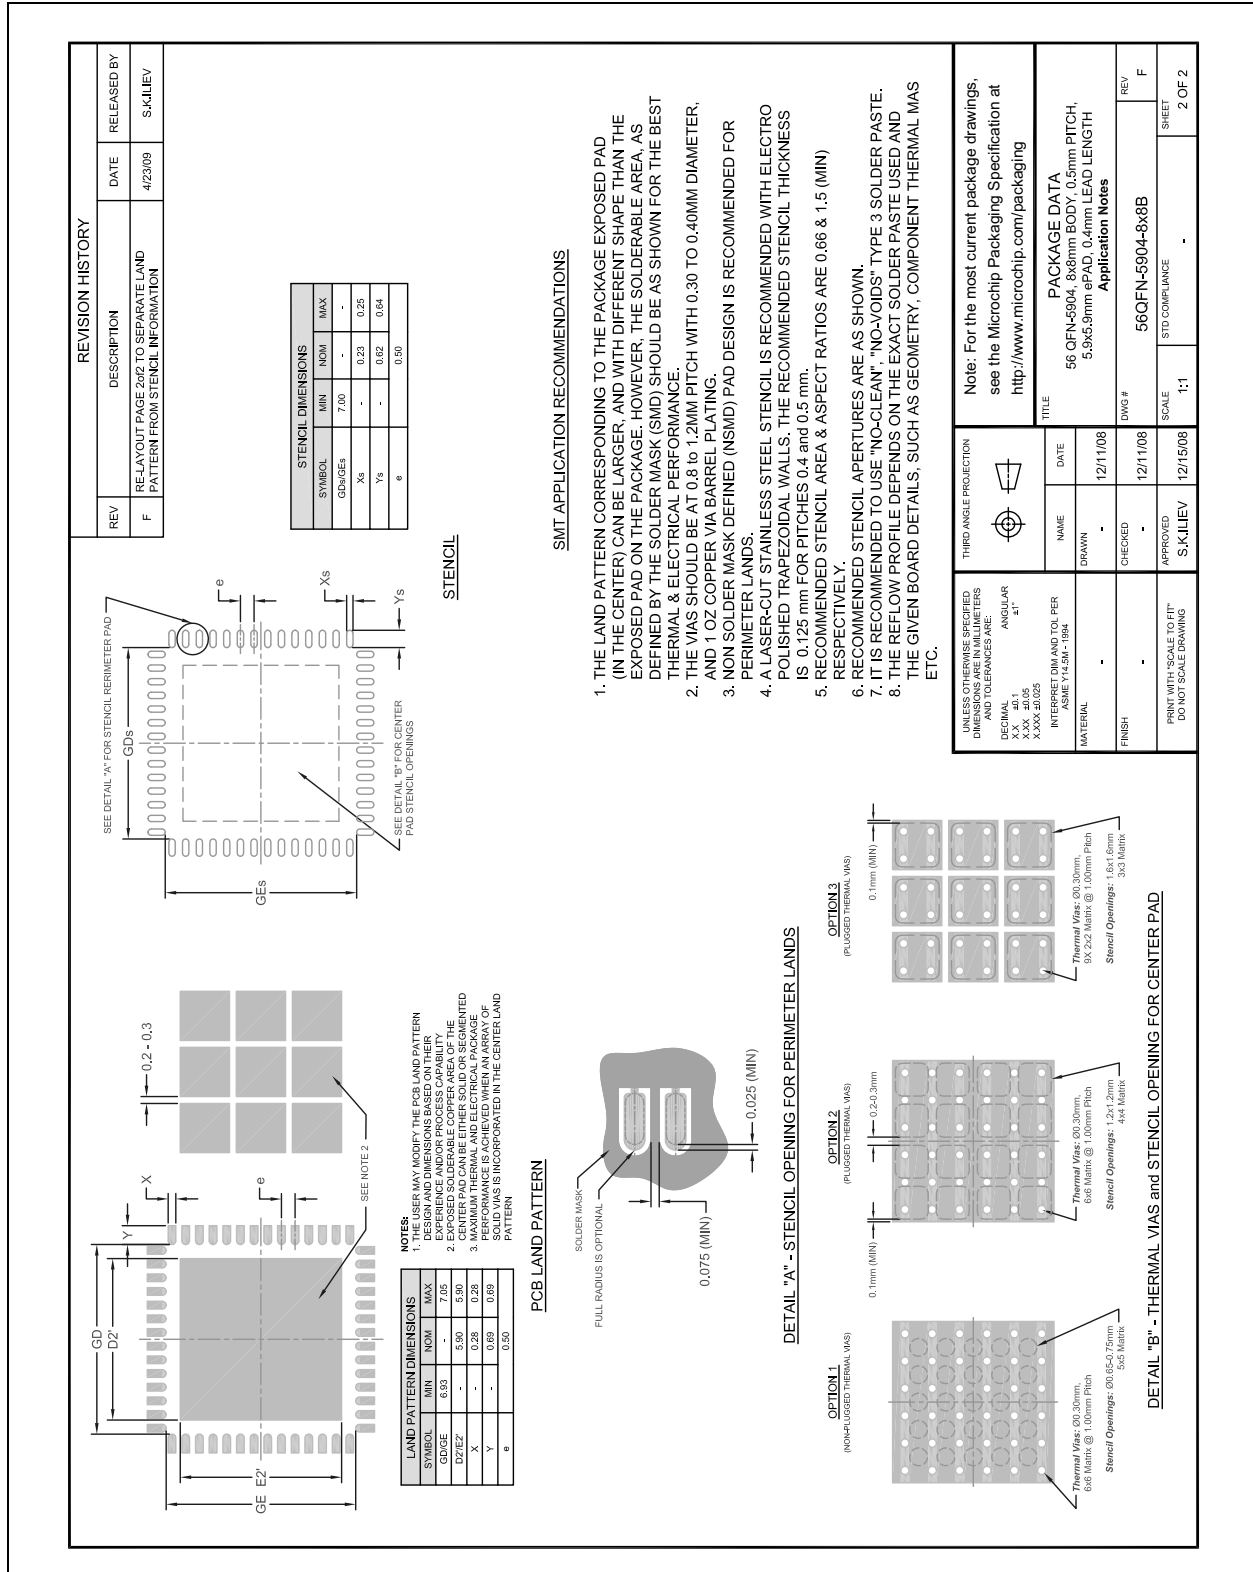 REVISION HISTORY
REV DESCRIPTION DATE RELEASED BY
F RE-LAYOUT PAGE 2of2 TO SEPARATE LAND 4/23/09 S.K.ILIEV
PATTERN FROM STENCIL INFORMATION
GD
D2'
Y
X
e
GE
E2'
0.2 - 0.3
SEE NOTE 2
LAND PATTERN DIMENSIONS
SYMBOL MIN NOM MAX
GD/GE 6.93 - 7.05
D2'/E2' - 5.90 5.90
X - 0.28 0.28
Y - 0.69 0.69
e 0.50
NOTES:
1. THE USER MAY MODIFY THE PCB LAND PATTERN
DESIGN AND DIMENSIONS BASED ON THEIR
EXPERIENCE AND/OR PROCESS CAPABILITY
2. EXPOSED SOLDERABLE COPPER AREA OF THE
CENTER PAD CAN BE EITHER SOLID OR SEGMENTED
3. MAXIMUM THERMAL AND ELECTRICAL PACKAGE
PERFORMANCE IS ACHIEVED WHEN AN ARRAY OF
SOLID VIAS IS INCORPORATED IN THE CENTER LAND
PATTERN
PCB LAND PATTERN
SEE DETAIL "A" FOR STENCIL RERIMETER PAD
GDs
GEs
e
Xs
Ys
SEE DETAIL "B" FOR CENTER
PAD STENCIL OPENINGS
STENCIL
STENCIL DIMENSIONS
SYMBOL MIN NOM MAX
GDs/GEs 7.00 - -
Xs - 0.23 0.25
Ys - 0.62 0.64
e 0.50
SOLDER MASK
FULL RADIUS IS OPTIONAL
0.075 (MIN)
0.025 (MIN)
DETAIL "A" - STENCIL OPENING FOR PERIMETER LANDS
SMT APPLICATION RECOMMENDATIONS
1. THE LAND PATTERN CORRESPONDING TO THE PACKAGE EXPOSED PAD
(IN THE CENTER) CAN BE LARGER, AND WITH DIFFERENT SHAPE THAN THE
EXPOSED PAD ON THE PACKAGE. HOWEVER, THE SOLDERABLE AREA, AS
DEFINED BY THE SOLDER MASK (SMD) SHOULD BE AS SHOWN FOR THE BEST
THERMAL & ELECTRICAL PERFORMANCE.
2. THE VIAS SHOULD BE AT 0.8 to 1.2MM PITCH WITH 0.30 TO 0.40MM DIAMETER,
AND 1 OZ COPPER VIA BARREL PLATING.
3. NON SOLDER MASK DEFINED (NSMD) PAD DESIGN IS RECOMMENDED FOR
PERIMETER LANDS.
4. A LASER-CUT STAINLESS STEEL STENCIL IS RECOMMENDED WITH ELECTRO
POLISHED TRAPEZOIDAL WALLS. THE RECOMMENDED STENCIL THICKNESS
IS 0.125 mm FOR PITCHES 0.4 and 0.5 mm.
5. RECOMMENDED STENCIL AREA & ASPECT RATIOS ARE 0.66 & 1.5 (MIN)
RESPECTIVELY.
6. RECOMMENDED STENCIL APERTURES ARE AS SHOWN.
7. IT IS RECOMMENDED TO USE "NO-CLEAN", "NO-VOIDS" TYPE 3 SOLDER PASTE.
8. THE REFLOW PROFILE DEPENDS ON THE EXACT SOLDER PASTE USED AND
THE GIVEN BOARD DETAILS, SUCH AS GEOMETRY, COMPONENT THERMAL MAS
ETC.
OPTION 1
(NON-PLUGGED THERMAL VIAS)
Thermal Vias: Ø0.30mm,
6x6 Matrix @ 1.00mm Pitch
Stencil Openings: Ø0.65-0.75mm
5x5 Matrix
OPTION 2
(PLUGGED THERMAL VIAS)
0.1mm (MIN)
0.2-0.3mm
Thermal Vias: Ø0.30mm,
6x6 Matrix @ 1.00mm Pitch
Stencil Openings: 1.2x1.2mm
4x4 Matrix
OPTION 3
(PLUGGED THERMAL VIAS)
0.1mm (MIN)
Thermal Vias: Ø0.30mm,
9X 2x2 Matrix @ 1.00mm Pitch
Stencil Openings: 1.6x1.6mm
3x3 Matrix
DETAIL "B" - THERMAL VIAS and STENCIL OPENING FOR CENTER PAD
UNLESS OTHERWISE SPECIFIED
DIMENSIONS ARE IN MILLIMETERS
AND TOLERANCES ARE:
DECIMAL ANGULAR
X.X ±0.1 ±1°
X.XX ±0.05
X.XXX ±0.025
INTERPRET DIM AND TOL PER
ASME Y14.5M - 1994
MATERIAL
-
FINISH
-
PRINT WITH "SCALE TO FIT"
DO NOT SCALE DRAWING
THIRD ANGLE PROJECTION
NAME DATE
DRAWN
- 12/11/08
CHECKED
- 12/11/08
APPROVED
S.K.ILIEV 12/15/08
Note: For the most current package drawings,
see the Microchip Packaging Specification at
http://www.microchip.com/packaging
TITLE
PACKAGE DATA
56 QFN-5904, 8x8mm BODY, 0.5mm PITCH,
5.9x5.9mm ePAD, 0.4mm LEAD LENGTH
Application Notes
DWG # REV
56QFN-5904-8x8B F
SCALE STD COMPLIANCE SHEET
1:1 - 2 OF 2